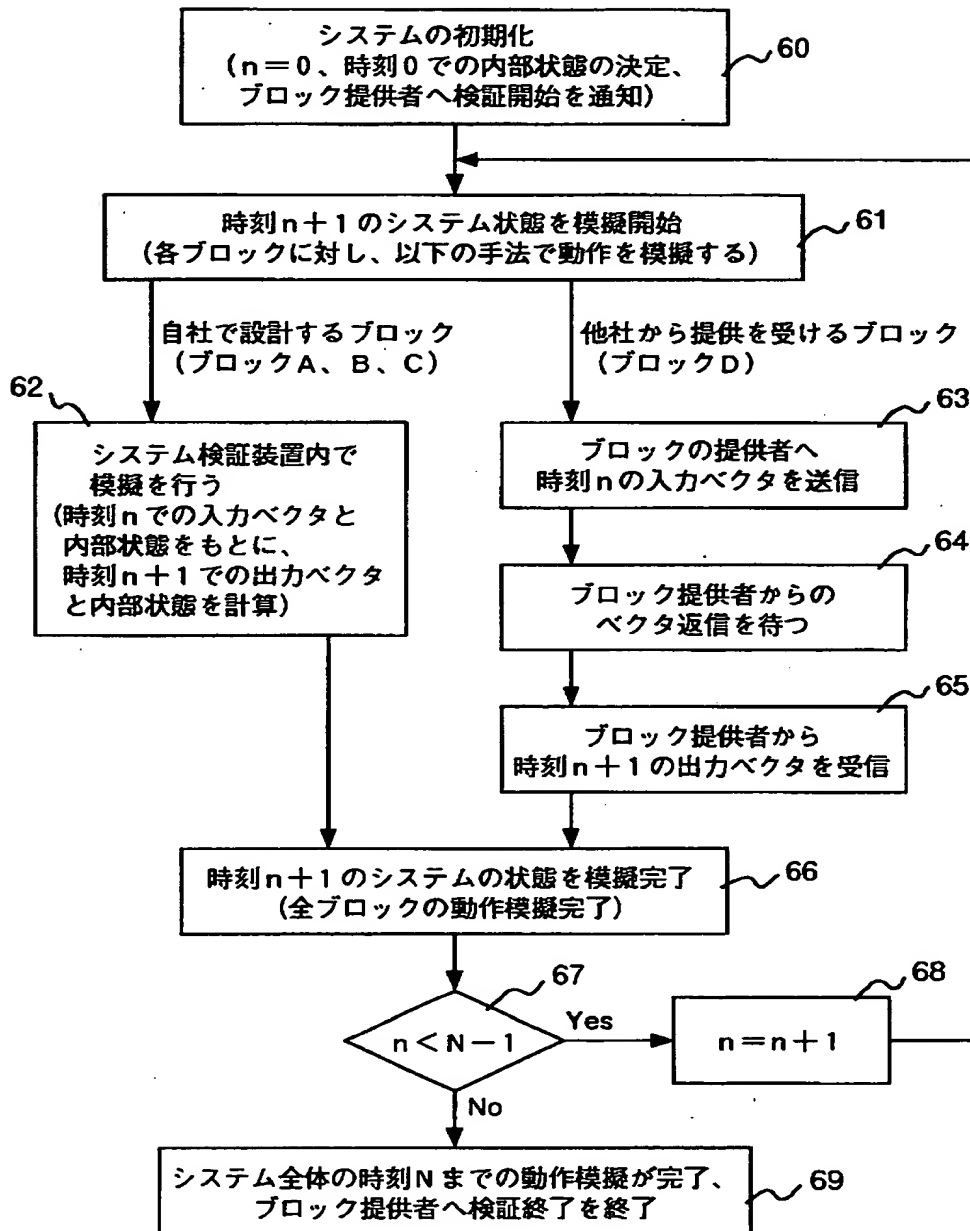 システムの初期化
(n=0、時刻0での内部状態の決定、
ブロック提供者へ検証開始を通知)
60
時刻n+1のシステム状態を模擬開始
(各ブロックに対し、以下の手法で動作を模擬する)
61
自社で設計するブロック
(ブロックA、B、C)
他社から提供を受けるブロック
(ブロックD)
62
システム検証装置内で
模擬を行う
(時刻nでの入力ベクタと
内部状態をもとに、
時刻n+1での出力ベクタ
と内部状態を計算)
63
ブロックの提供者へ
時刻nの入力ベクタを送信
64
ブロック提供者からの
ベクタ返信を待つ
65
ブロック提供者から
時刻n+1の出力ベクタを受信
時刻n+1のシステムの状態を模擬完了
(全ブロックの動作模擬完了)
66
67
n<N-1
Yes
68
n=n+1
No
システム全体の時刻Nまでの動作模擬が完了、
ブロック提供者へ検証終了を終了
69